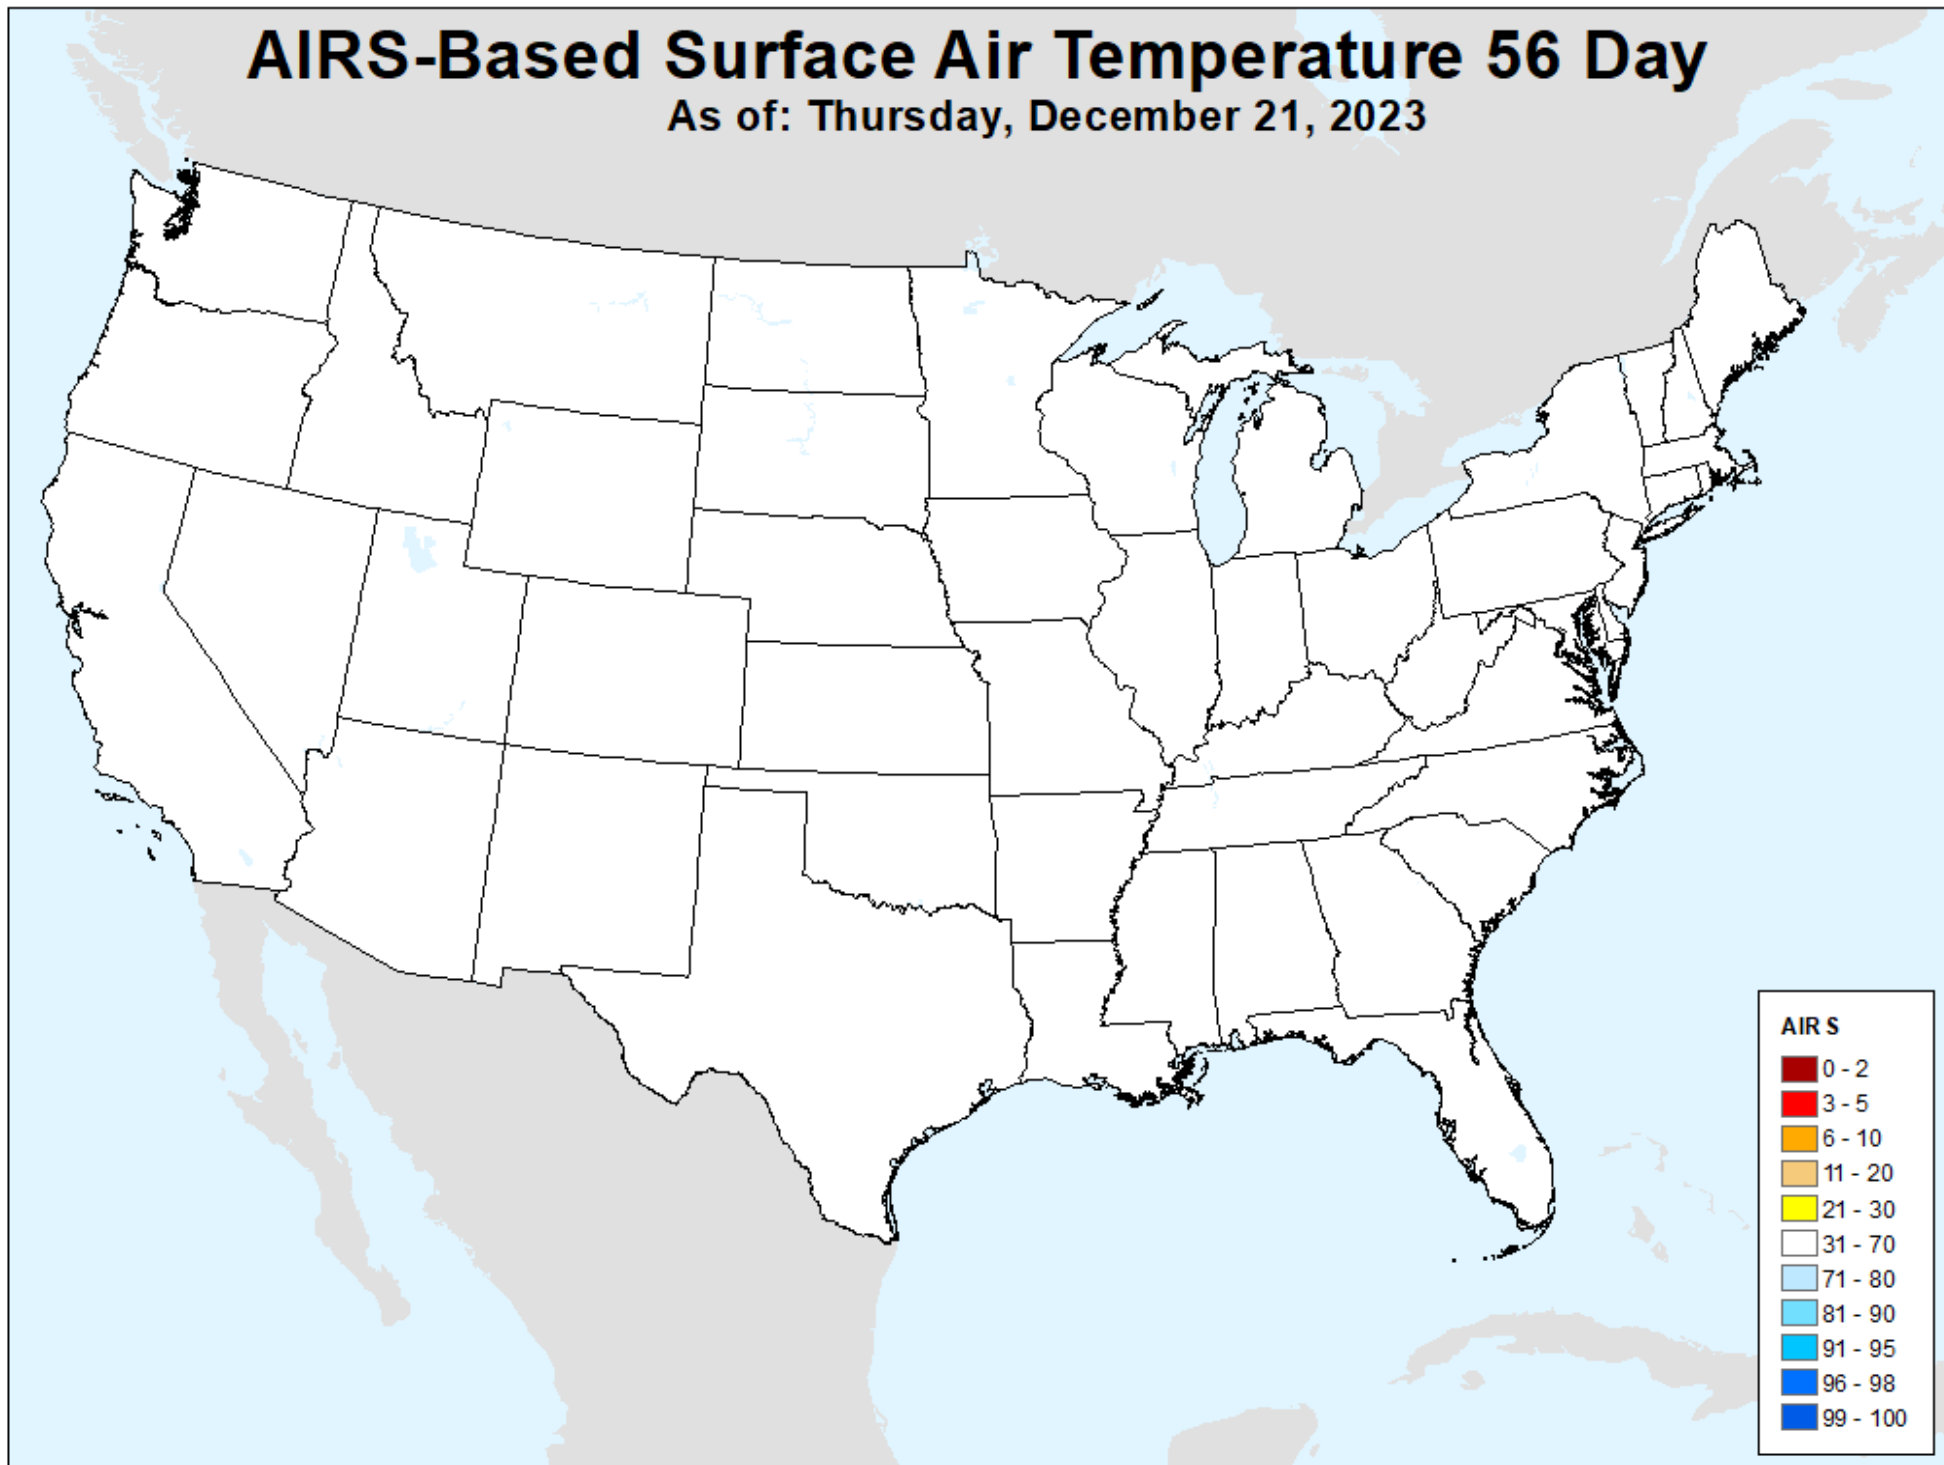 AIRS-Based Surface Air Temperature 56 Day
As of: Thursday, December 21, 2023
AIRS
0 - 2
3 - 5
6 - 10
11 - 20
21 - 30
31 - 70
71 - 80
81 - 90
91 - 95
96 - 98
99 - 100